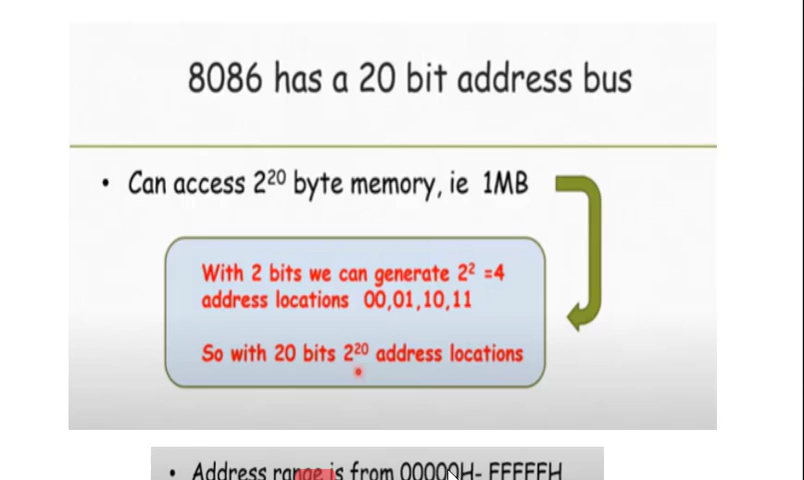 8086 has a 20 bit address bus
• Can access 2²⁰ byte memory, ie 1MB
With 2 bits we can generate 2² =4
address locations 00,01,10,11
So with 20 bits 2²⁰ address locations
• Address range is from 00000H- FFFFFH